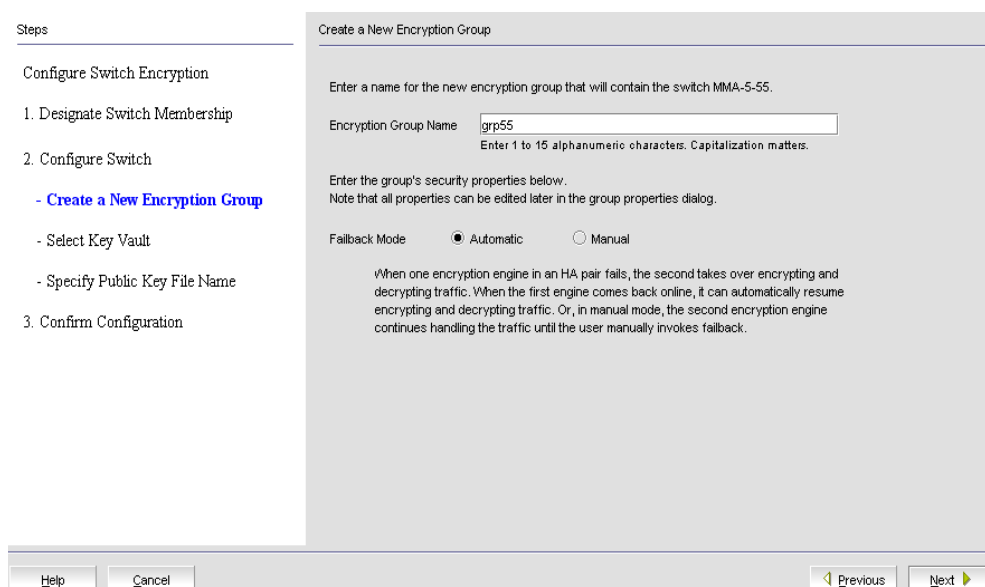 Steps
Configure Switch Encryption
1. Designate Switch Membership
2. Configure Switch
- Create a New Encryption Group
- Select Key Vault
- Specify Public Key File Name
3. Confirm Configuration
Create a New Encryption Group
Enter a name for the new encryption group that will contain the switch MMA-5-55.
Encryption Group Name grp55
Enter 1 to 15 alphanumeric characters. Capitalization matters.
Enter the group's security properties below.
Note that all properties can be edited later in the group properties dialog.
Failback Mode Automatic Manual
When one encryption engine in an HA pair fails, the second takes over encrypting and
decrypting traffic. When the first engine comes back online, it can automatically resume
encrypting and decrypting traffic. Or, in manual mode, the second encryption engine
continues handling the traffic until the user manually invokes failback.
Help Cancel Previous Next